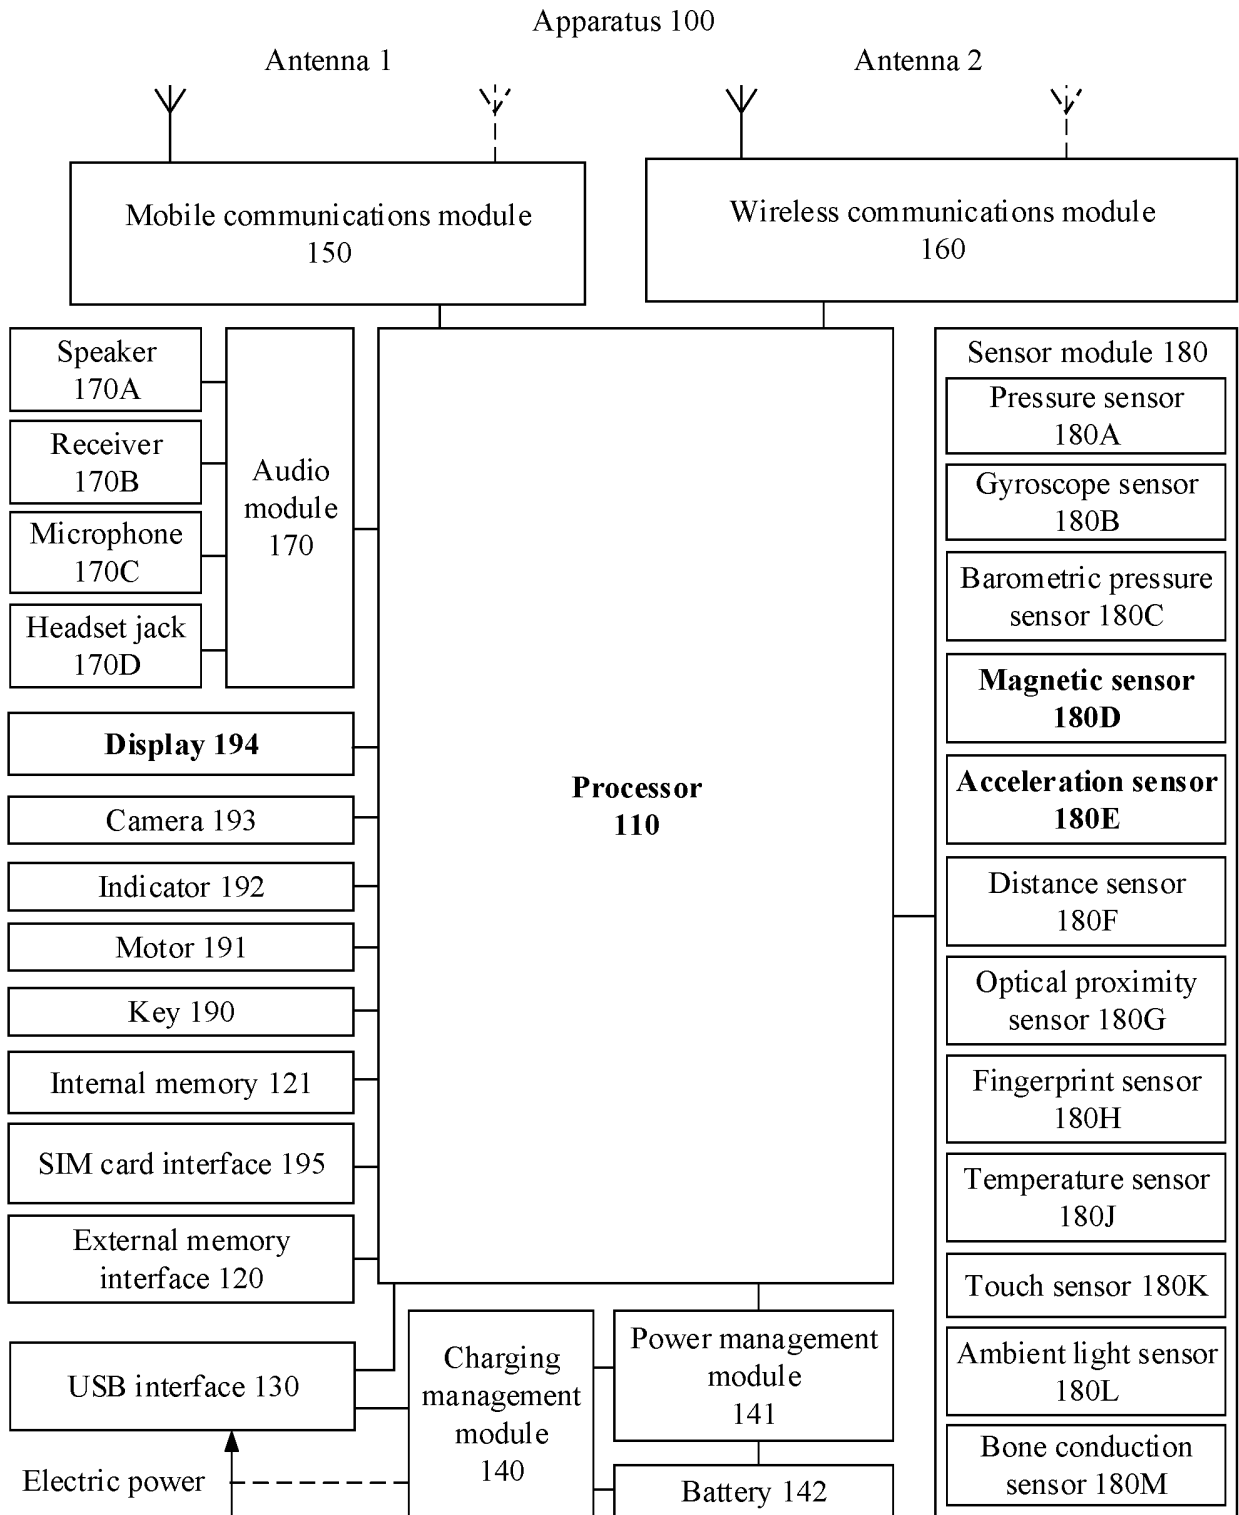 Apparatus 100
Antenna 1
Antenna 2
Mobile communications module
150
Wireless communications module
160
Speaker
170A
Receiver
170B
Microphone
170C
Headset jack
170D
Audio
module
170
Display 194
Camera 193
Indicator 192
Motor 191
Key 190
Internal memory 121
SIM card interface 195
External memory
interface 120
USB interface 130
Electric power
Processor
110
Charging
management
module
140
Power management
module
141
Battery 142
Sensor module 180
Pressure sensor
180A
Gyroscope sensor
180B
Barometric pressure
sensor 180C
Magnetic sensor
180D
Acceleration sensor
180E
Distance sensor
180F
Optical proximity
sensor 180G
Fingerprint sensor
180H
Temperature sensor
180J
Touch sensor 180K
Ambient light sensor
180L
Bone conduction
sensor 180M